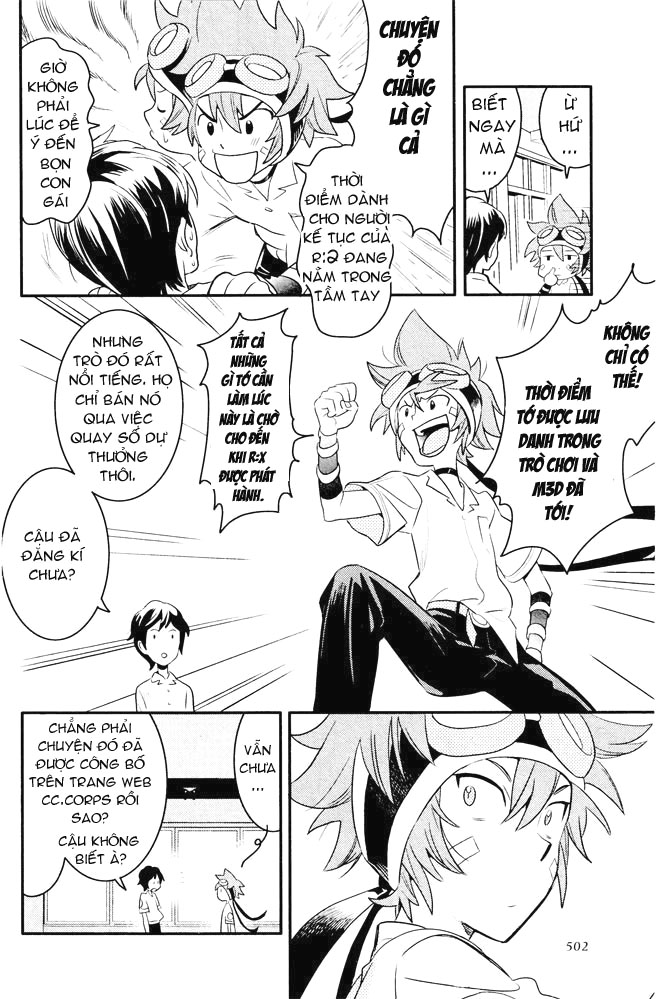 Ừ
HỨ
...
BIẾT
NGAY
MÀ
...
CHUYỆN
ĐÓ
CHẲNG
LÀ GÌ
CẢ
GIỜ
KHÔNG
PHẢI
LÚC ĐỂ
Ý ĐẾN
BỌN
CON
GÁI
THỜI
ĐIỂM DÀNH
CHO NGƯỜI
KẾ TỤC CỦA
R:2 ĐANG
NẰM TRONG
TẦM TAY
KHÔNG
CHỈ CÓ
THẾ!
THỜI ĐIỂM
TỚ ĐƯỢC LƯU
DANH TRONG
TRÒ CHƠI VÀ
M3D ĐÃ
TỚI!
TẤT CẢ
NHỮNG
GÌ TỚ CẦN
LÀM LÚC
NÀY LÀ CHỜ
CHO ĐẾN
KHI R:X
ĐƯỢC PHÁT
HÀNH.
NHƯNG
TRÒ ĐÓ RẤT
NỔI TIẾNG, HỌ
CHỈ BÁN NÓ
QUA VIỆC
QUAY SỐ DỰ
THƯỞNG
THÔI.
CẬU ĐÃ
ĐĂNG KÍ
CHƯA?
502
VẪN
CHƯA
...
CHẲNG PHẢI
CHUYỆN ĐÓ ĐÃ
ĐƯỢC CÔNG BỐ
TRÊN TRANG WEB
CC.CORPS RỒI
SAO?
CẬU KHÔNG
BIẾT À?